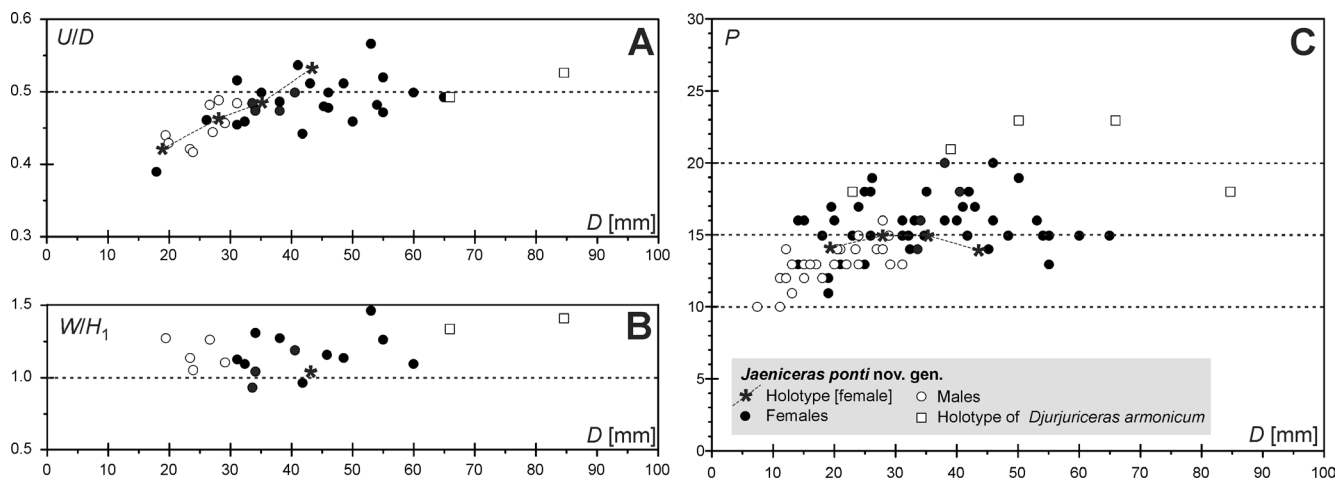 0.6
U/D
A
0.5
0.4
D [mm]
0.3
0 10 20 30 40 50 60 70 80 90 100
1.5
W/H1
B
1.0
D [mm]
0.5
0 10 20 30 40 50 60 70 80 90 100
30
P
C
25
20
15
10
5
Jaeniceras ponti nov. gen.
Holotype [female]
Males
Females
Holotype of Djurjuriceras armonicum
D [mm]
0
0 10 20 30 40 50 60 70 80 90 100